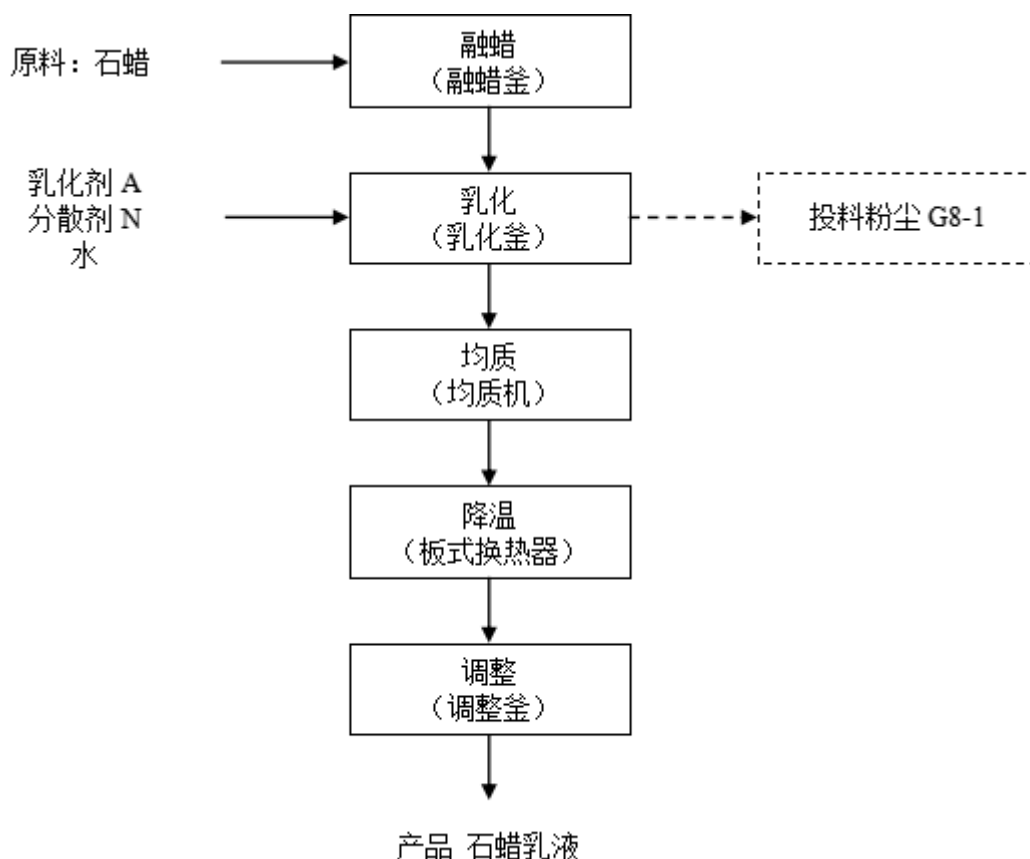 原料：石蜡
融蜡
（融蜡釜）
乳化剂 A
分散剂 N
水
乳化
（乳化釜）
投料粉尘 G8-1
均质
（均质机）
降温
（板式换热器）
调整
（调整釜）
产品 石蜡乳液